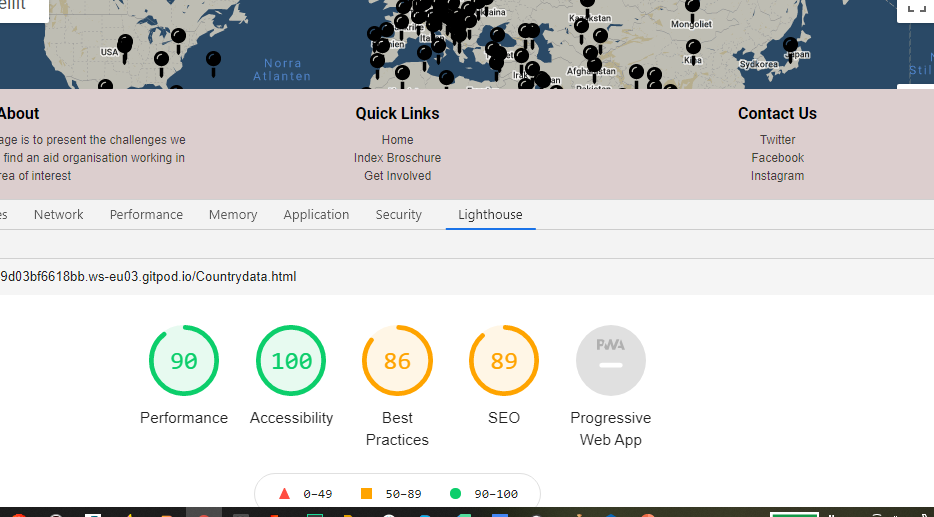 ellit
USA
Norra
Atlanten
Ukraina
Kazakstan
Mongoliet
Kina
Sydkorea
Japan
Afghanistan
Pakistan
About
age is to present the challenges we
find an aid organisation working in
rea of interest
Quick Links
Home
Index Broschure
Get Involved
Contact Us
Twitter
Facebook
Instagram
es
Network
Performance
Memory
Application
Security
Lighthouse
9d03bf6618bb.ws-eu03.gitpod.io/Countrydata.html
90
100
86
89
PWA
Performance
Accessibility
Best
Practices
SEO
Progressive
Web App
0–49
50–89
90–100